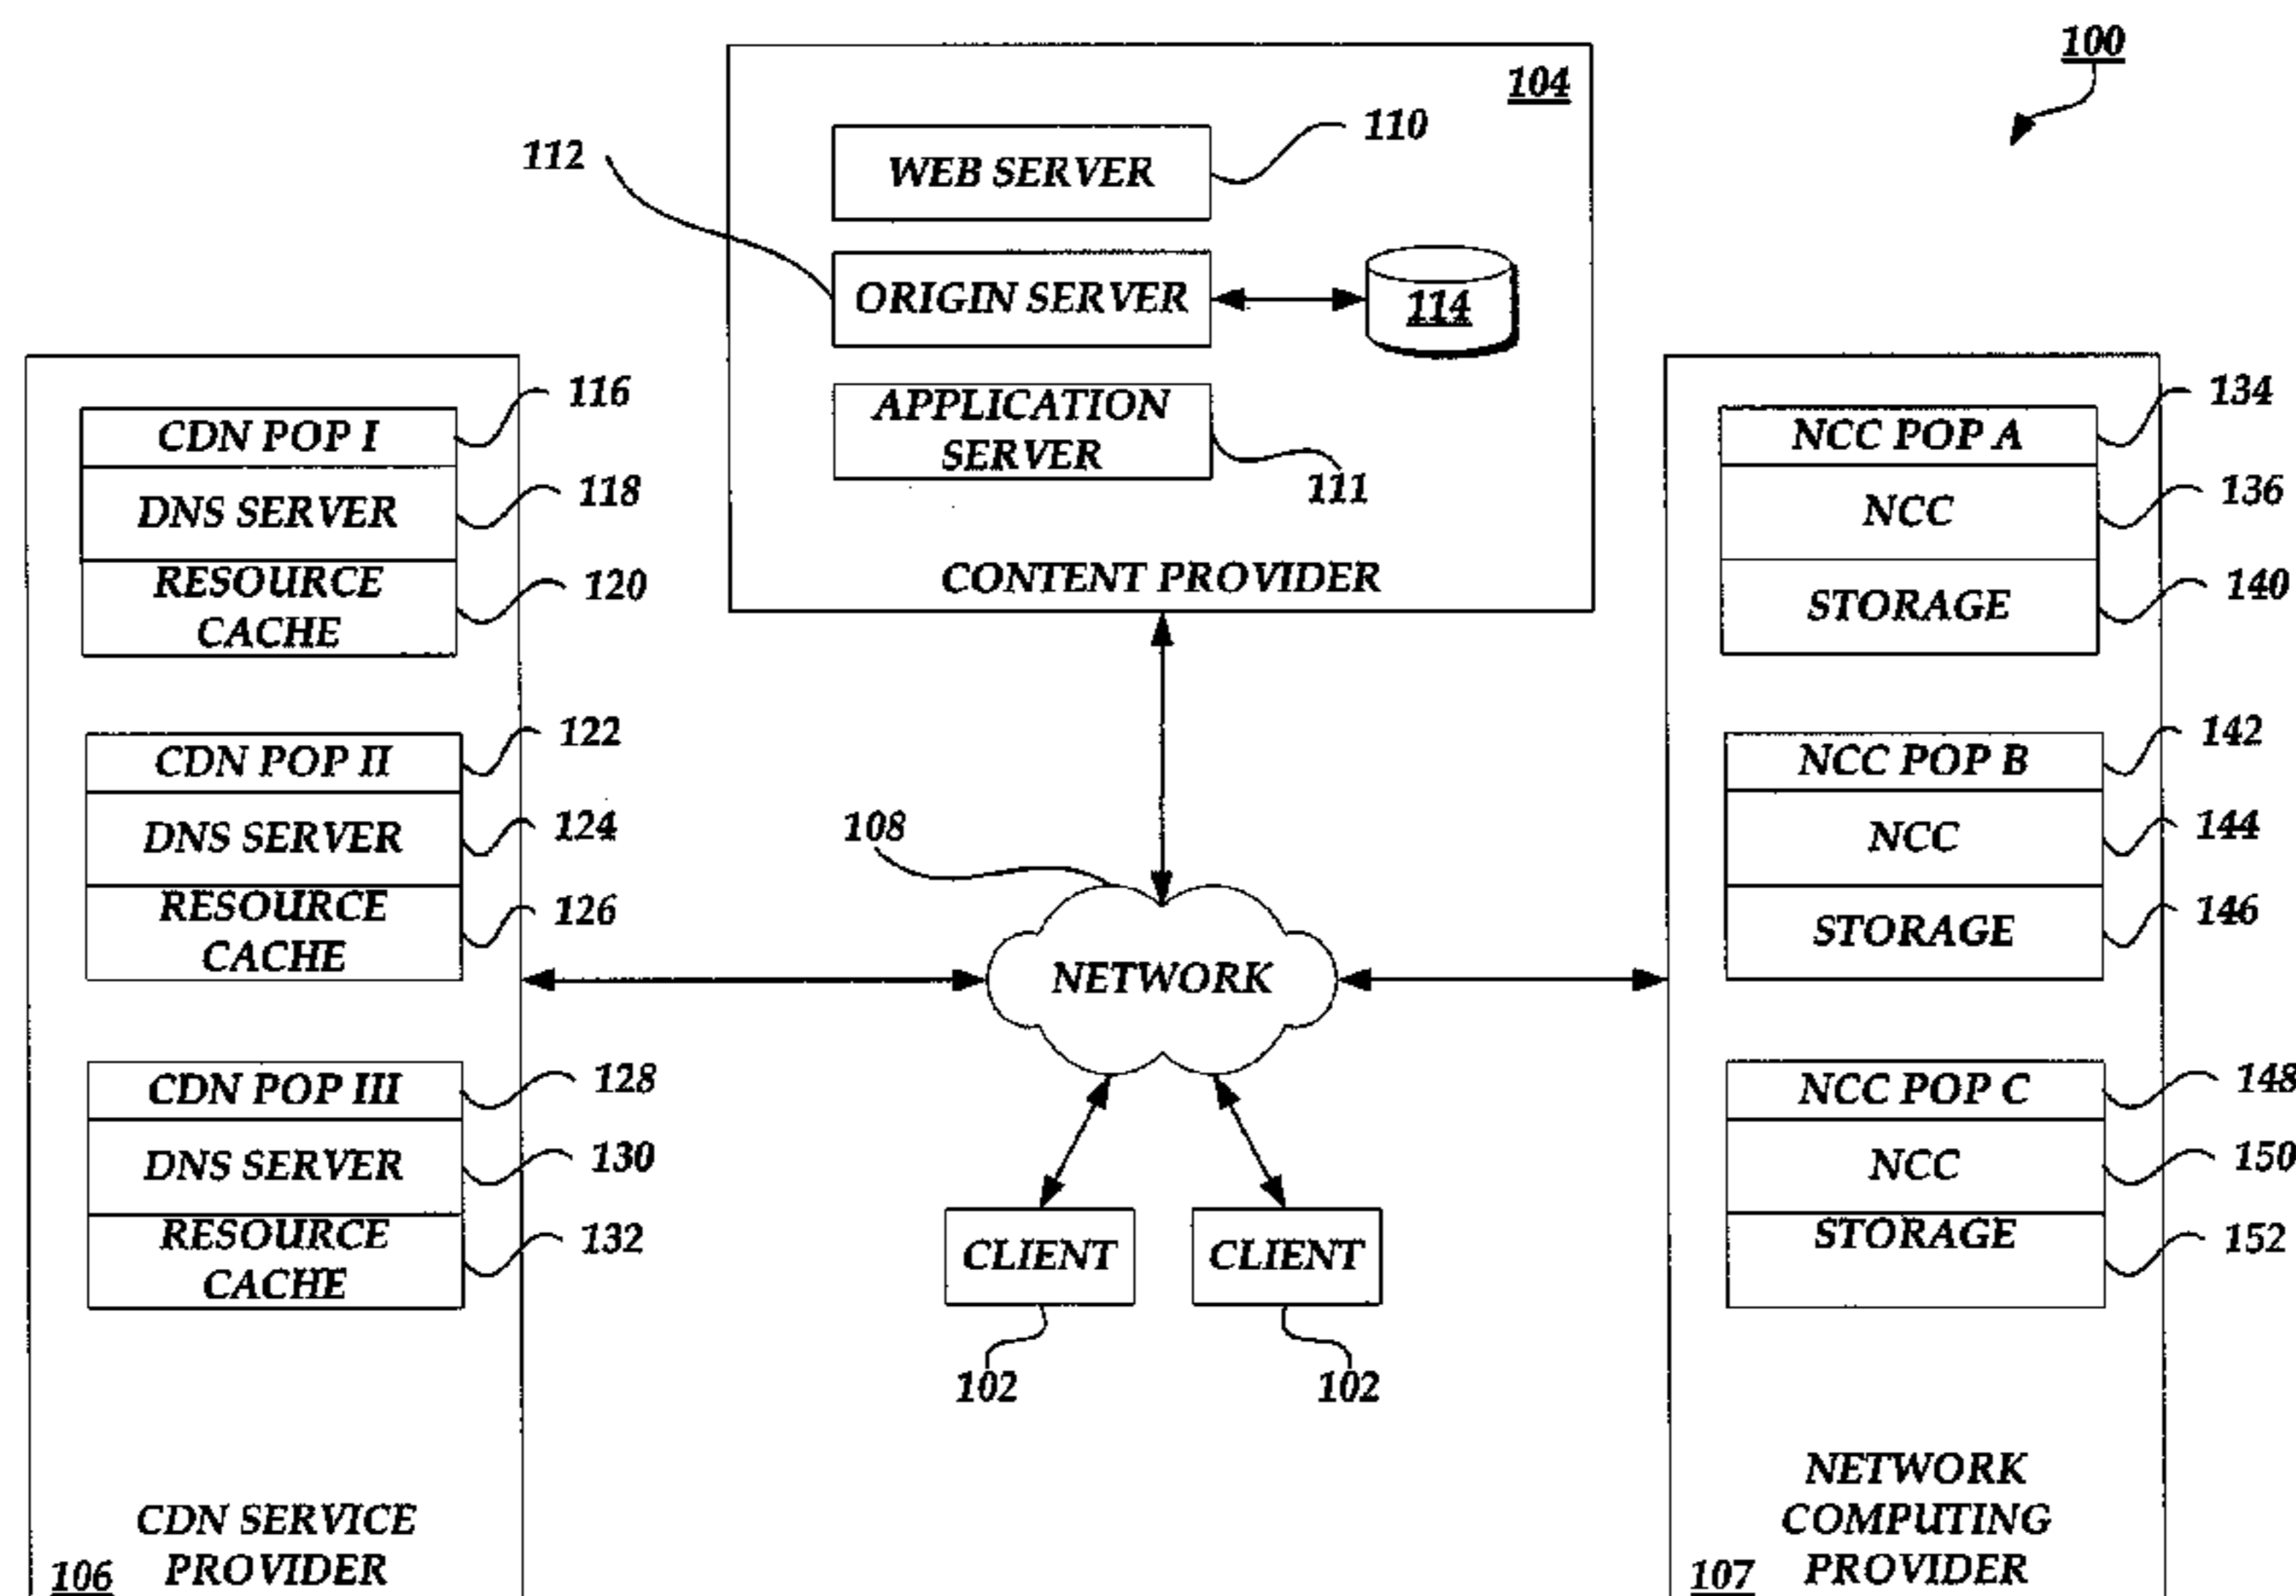 100
104
WEB SERVER
110
112
ORIGIN SERVER
114
APPLICATION
SERVER
111
CONTENT PROVIDER
CDN POP I
116
DNS SERVER
118
RESOURCE
CACHE
120
CDN POP II
122
DNS SERVER
124
RESOURCE
CACHE
126
CDN POP III
128
DNS SERVER
130
RESOURCE
CACHE
132
CDN SERVICE
PROVIDER
106
108
NETWORK
CLIENT
CLIENT
102
102
NCC POP A
134
NCC
136
STORAGE
140
NCC POP B
142
NCC
144
STORAGE
146
NCC POP C
148
NCC
150
STORAGE
152
NETWORK
COMPUTING
PROVIDER
107